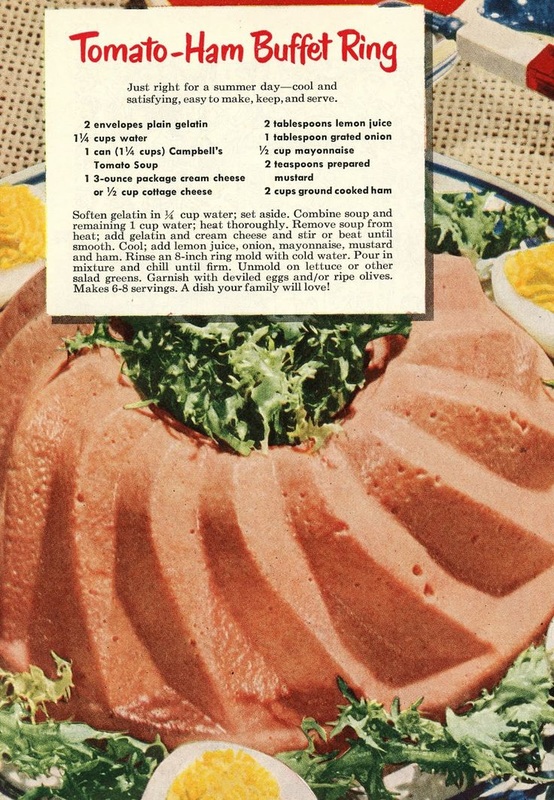 Tomato-Ham Buffet Ring
Just right for a summer day—cool and
satisfying, easy to make, keep, and serve.
2 envelopes plain gelatin
1¼ cups water
1 can (1¼ cups) Campbell's
Tomato Soup
1 3-ounce package cream cheese
or ½ cup cottage cheese
2 tablespoons lemon juice
1 tablespoon grated onion
½ cup mayonnaise
2 teaspoons prepared
mustard
2 cups ground cooked ham
Soften gelatin in ¼ cup water; set aside. Combine soup and
remaining 1 cup water; heat thoroughly. Remove soup from
heat; add gelatin and cream cheese and stir or beat until
smooth. Cool; add lemon juice, onion, mayonnaise, mustard
and ham. Rinse an 8-inch ring mold with cold water. Pour in
mixture and chill until firm. Unmold on lettuce or other
salad greens. Garnish with deviled eggs and/or ripe olives.
Makes 6-8 servings. A dish your family will love!